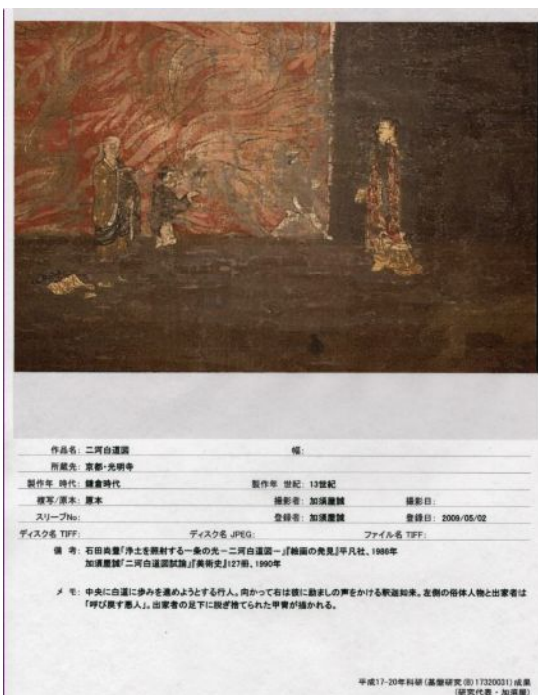 作品名: 二河白道図 幅:
所蔵先: 京都・光明寺
製作年 時代: 鎌倉時代 製作年 世紀: 13世紀
複写/原本: 原本 撮影者: 加須屋誠 撮影日:
スリーブNo: 登録者: 加須屋誠 登録日: 2009/05/02
ディスク名 TIFF: ディスク名 JPEG: ファイル名 TIFF:
備 考: 石田尚豊「浄土を照射する一条の光－二河白道図－」『絵画の発見』平凡社、1986年
加須屋誠「二河白道図試論」『美術史』127冊、1990年
メ モ: 中央に白道に歩みを進めようとする行人。向かって右は彼に励ましの声をかける釈迦如来。左側の俗体人物と出家者は
「呼び戻す悪人」。出家者の足下に脱ぎ捨てられた甲冑が描かれる。
平成17-20年科研(基盤研究(B)17320031)成果
(研究代表・加須屋)